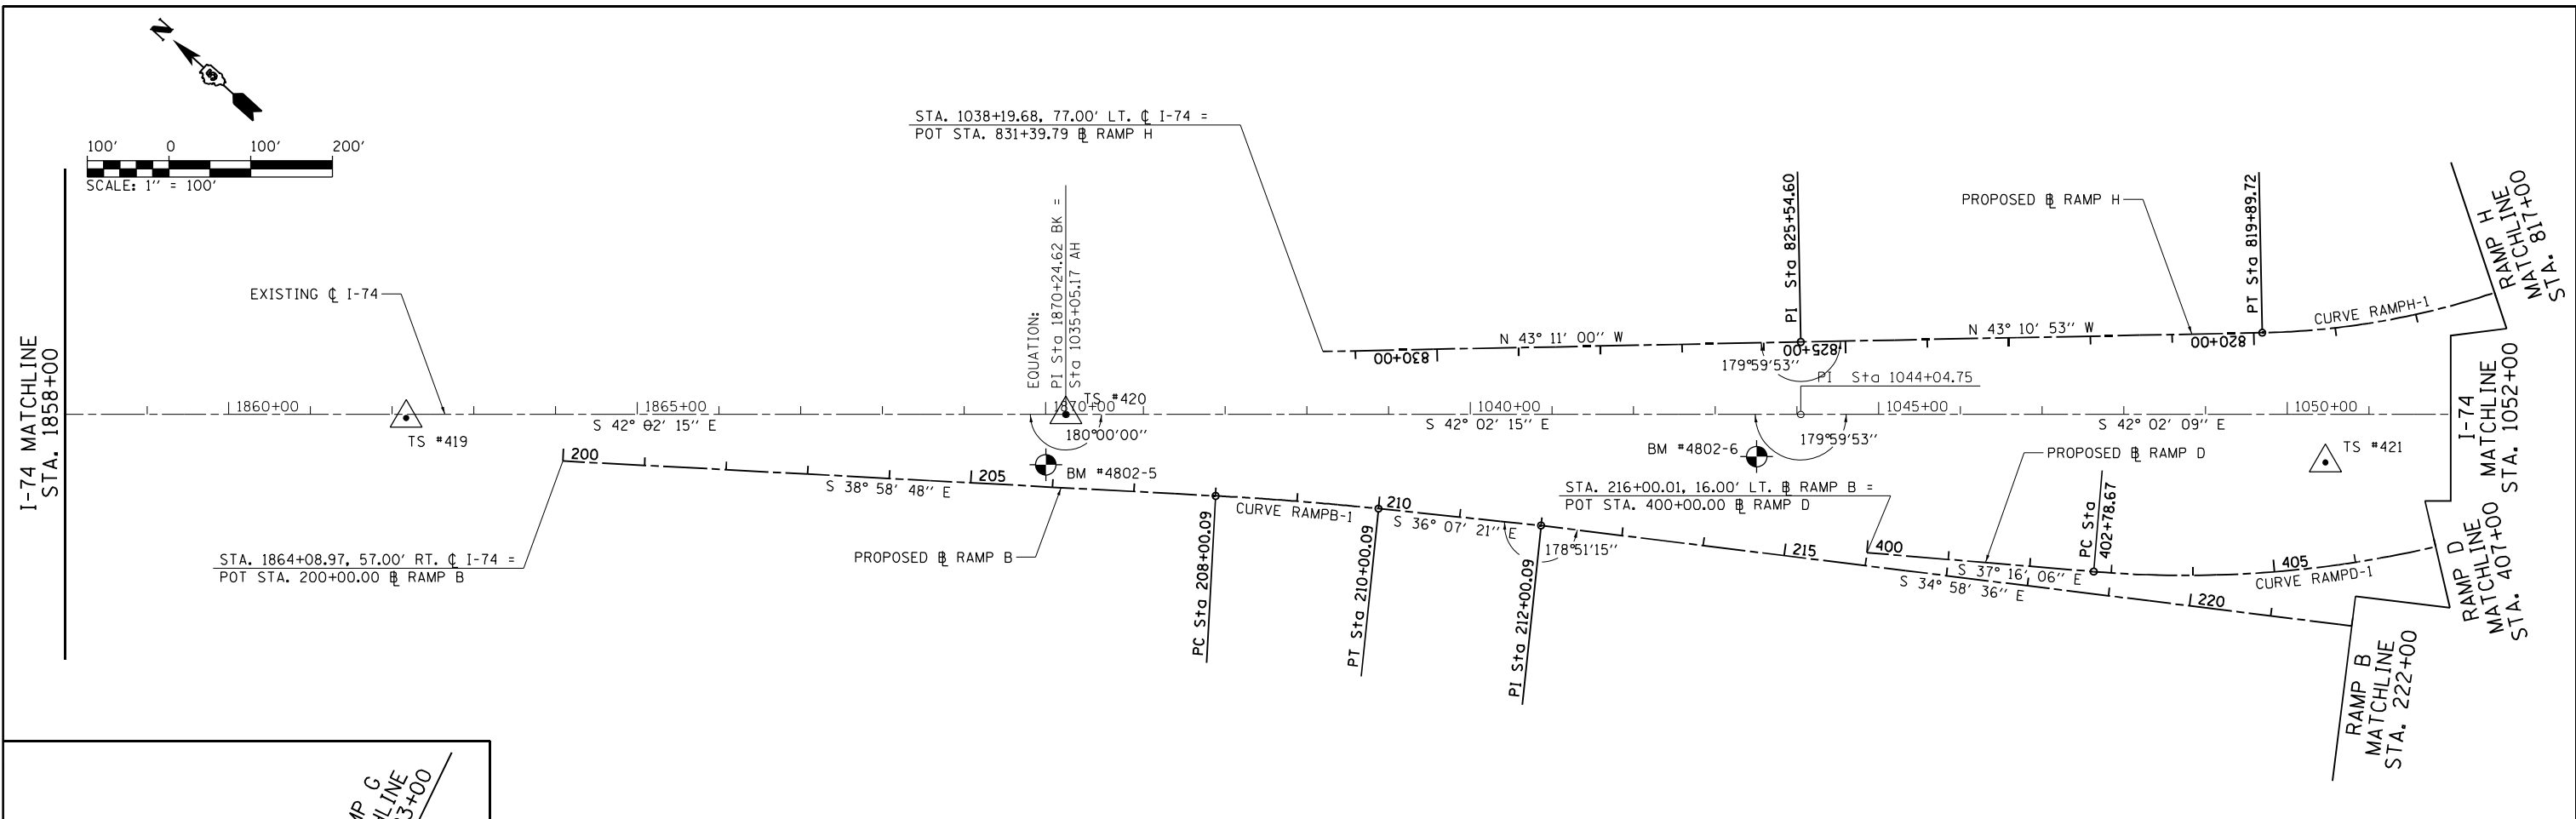 N
100' 0 100' 200'
SCALE: 1'' = 100'
I-74 MATCHLINE
STA. 1858+00
EXISTING ℄ I-74
1860+00
TS #419
STA. 1864+08.97, 57.00' RT. ℄ I-74 =
POT STA. 200+00.00 ⅊ RAMP B
200
1865+00
S 42° 02' 15'' E
S 38° 58' 48'' E
205
PROPOSED ⅊ RAMP B
EQUATION:
PI Sta 1870+24.62 BK =
Sta 1035+05.17 AH
1870+00
TS #420
180°00'00''
BM #4802-5
STA. 1038+19.68, 77.00' LT. ℄ I-74 =
POT STA. 831+39.79 ⅊ RAMP H
PC Sta 208+00.09
CURVE RAMPB-1
PT Sta 210+00.09
210
S 36° 07' 21'' E
PI Sta 212+00.09
178°51'15''
830+00
N 43° 11' 00'' W
1040+00
S 42° 02' 15'' E
BM #4802-6
STA. 216+00.01, 16.00' LT. ⅊ RAMP B =
POT STA. 400+00.00 ⅊ RAMP D
PI Sta 825+54.60
825+00
179°59'53''
PI Sta 1044+04.75
179°59'53''
1045+00
215
400
S 37° 16' 06'' E
S 34° 58' 36'' E
PROPOSED ⅊ RAMP D
PC Sta
402+78.67
N 43° 10' 53'' W
PROPOSED ⅊ RAMP H
820+00
PT Sta 819+89.72
CURVE RAMPH-1
1050+00
S 42° 02' 09'' E
TS #421
405
CURVE RAMPD-1
220
RAMP H
MATCHLINE
STA. 817+00
I-74
MATCHLINE
STA. 1052+00
RAMP D
MATCHLINE
STA. 407+00
RAMP B
MATCHLINE
STA. 222+00